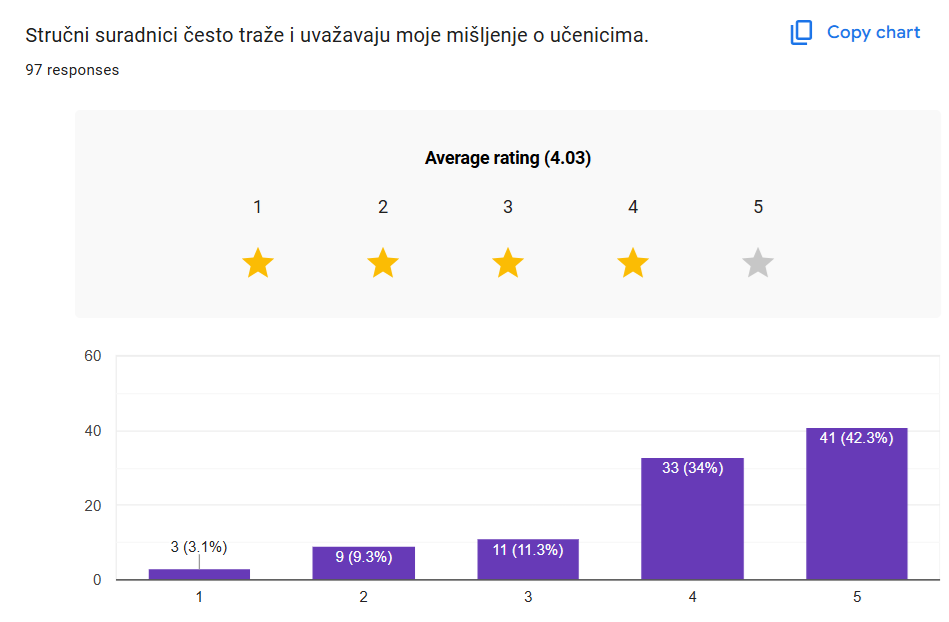 Stručni suradnici često traže i uvažavaju moje mišljenje o učenicima.
Copy chart
97 responses
Average rating (4.03)
1 2 3 4 5
60
40
20
0
3 (3.1%)
9 (9.3%)
11 (11.3%)
33 (34%)
41 (42.3%)
1 2 3 4 5